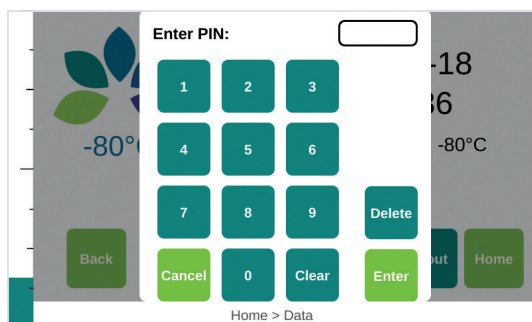 Enter PIN:
-18
36
1 2 3
-80° -80°C
4 5 6
7 8 9 Delete
Back Cancel 0 Clear Enter out Home
Home > Data